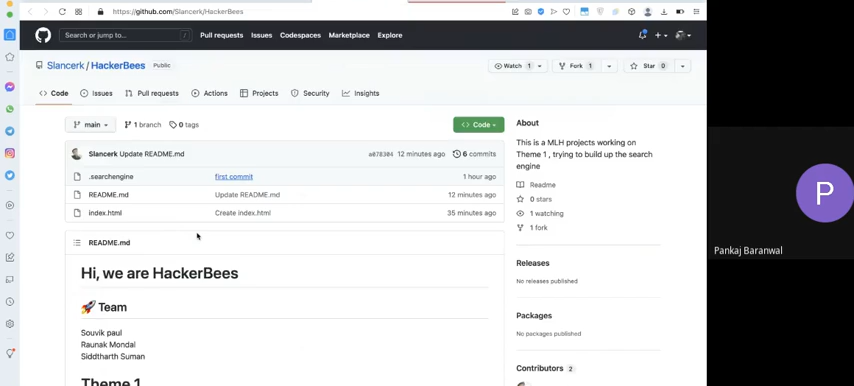 https://github.com/Slancerk/HackerBees
Search or jump to...
/
Pull requests
Issues
Codespaces
Marketplace
Explore
Slancerk / HackerBees
Public
Watch 1
Fork 1
Star 0
Code
Issues
Pull requests
Actions
Projects
Security
Insights
main
1 branch
0 tags
Code
About
This is a MLH projects working on
Theme 1 , trying to build up the search
engine
Readme
0 stars
1 watching
1 fork
Slancerk Update README.md
a078304 12 minutes ago
6 commits
.searchengine
first.commit
1 hour ago
README.md
Update README.md
12 minutes ago
index.html
Create index.html
35 minutes ago
README.md
Hi, we are HackerBees
🚀 Team
Souvik paul
Raunak Mondal
Siddharth Suman
Theme 1
Releases
No releases published
Packages
No packages published
Contributors 2
P
Pankaj Baranwal